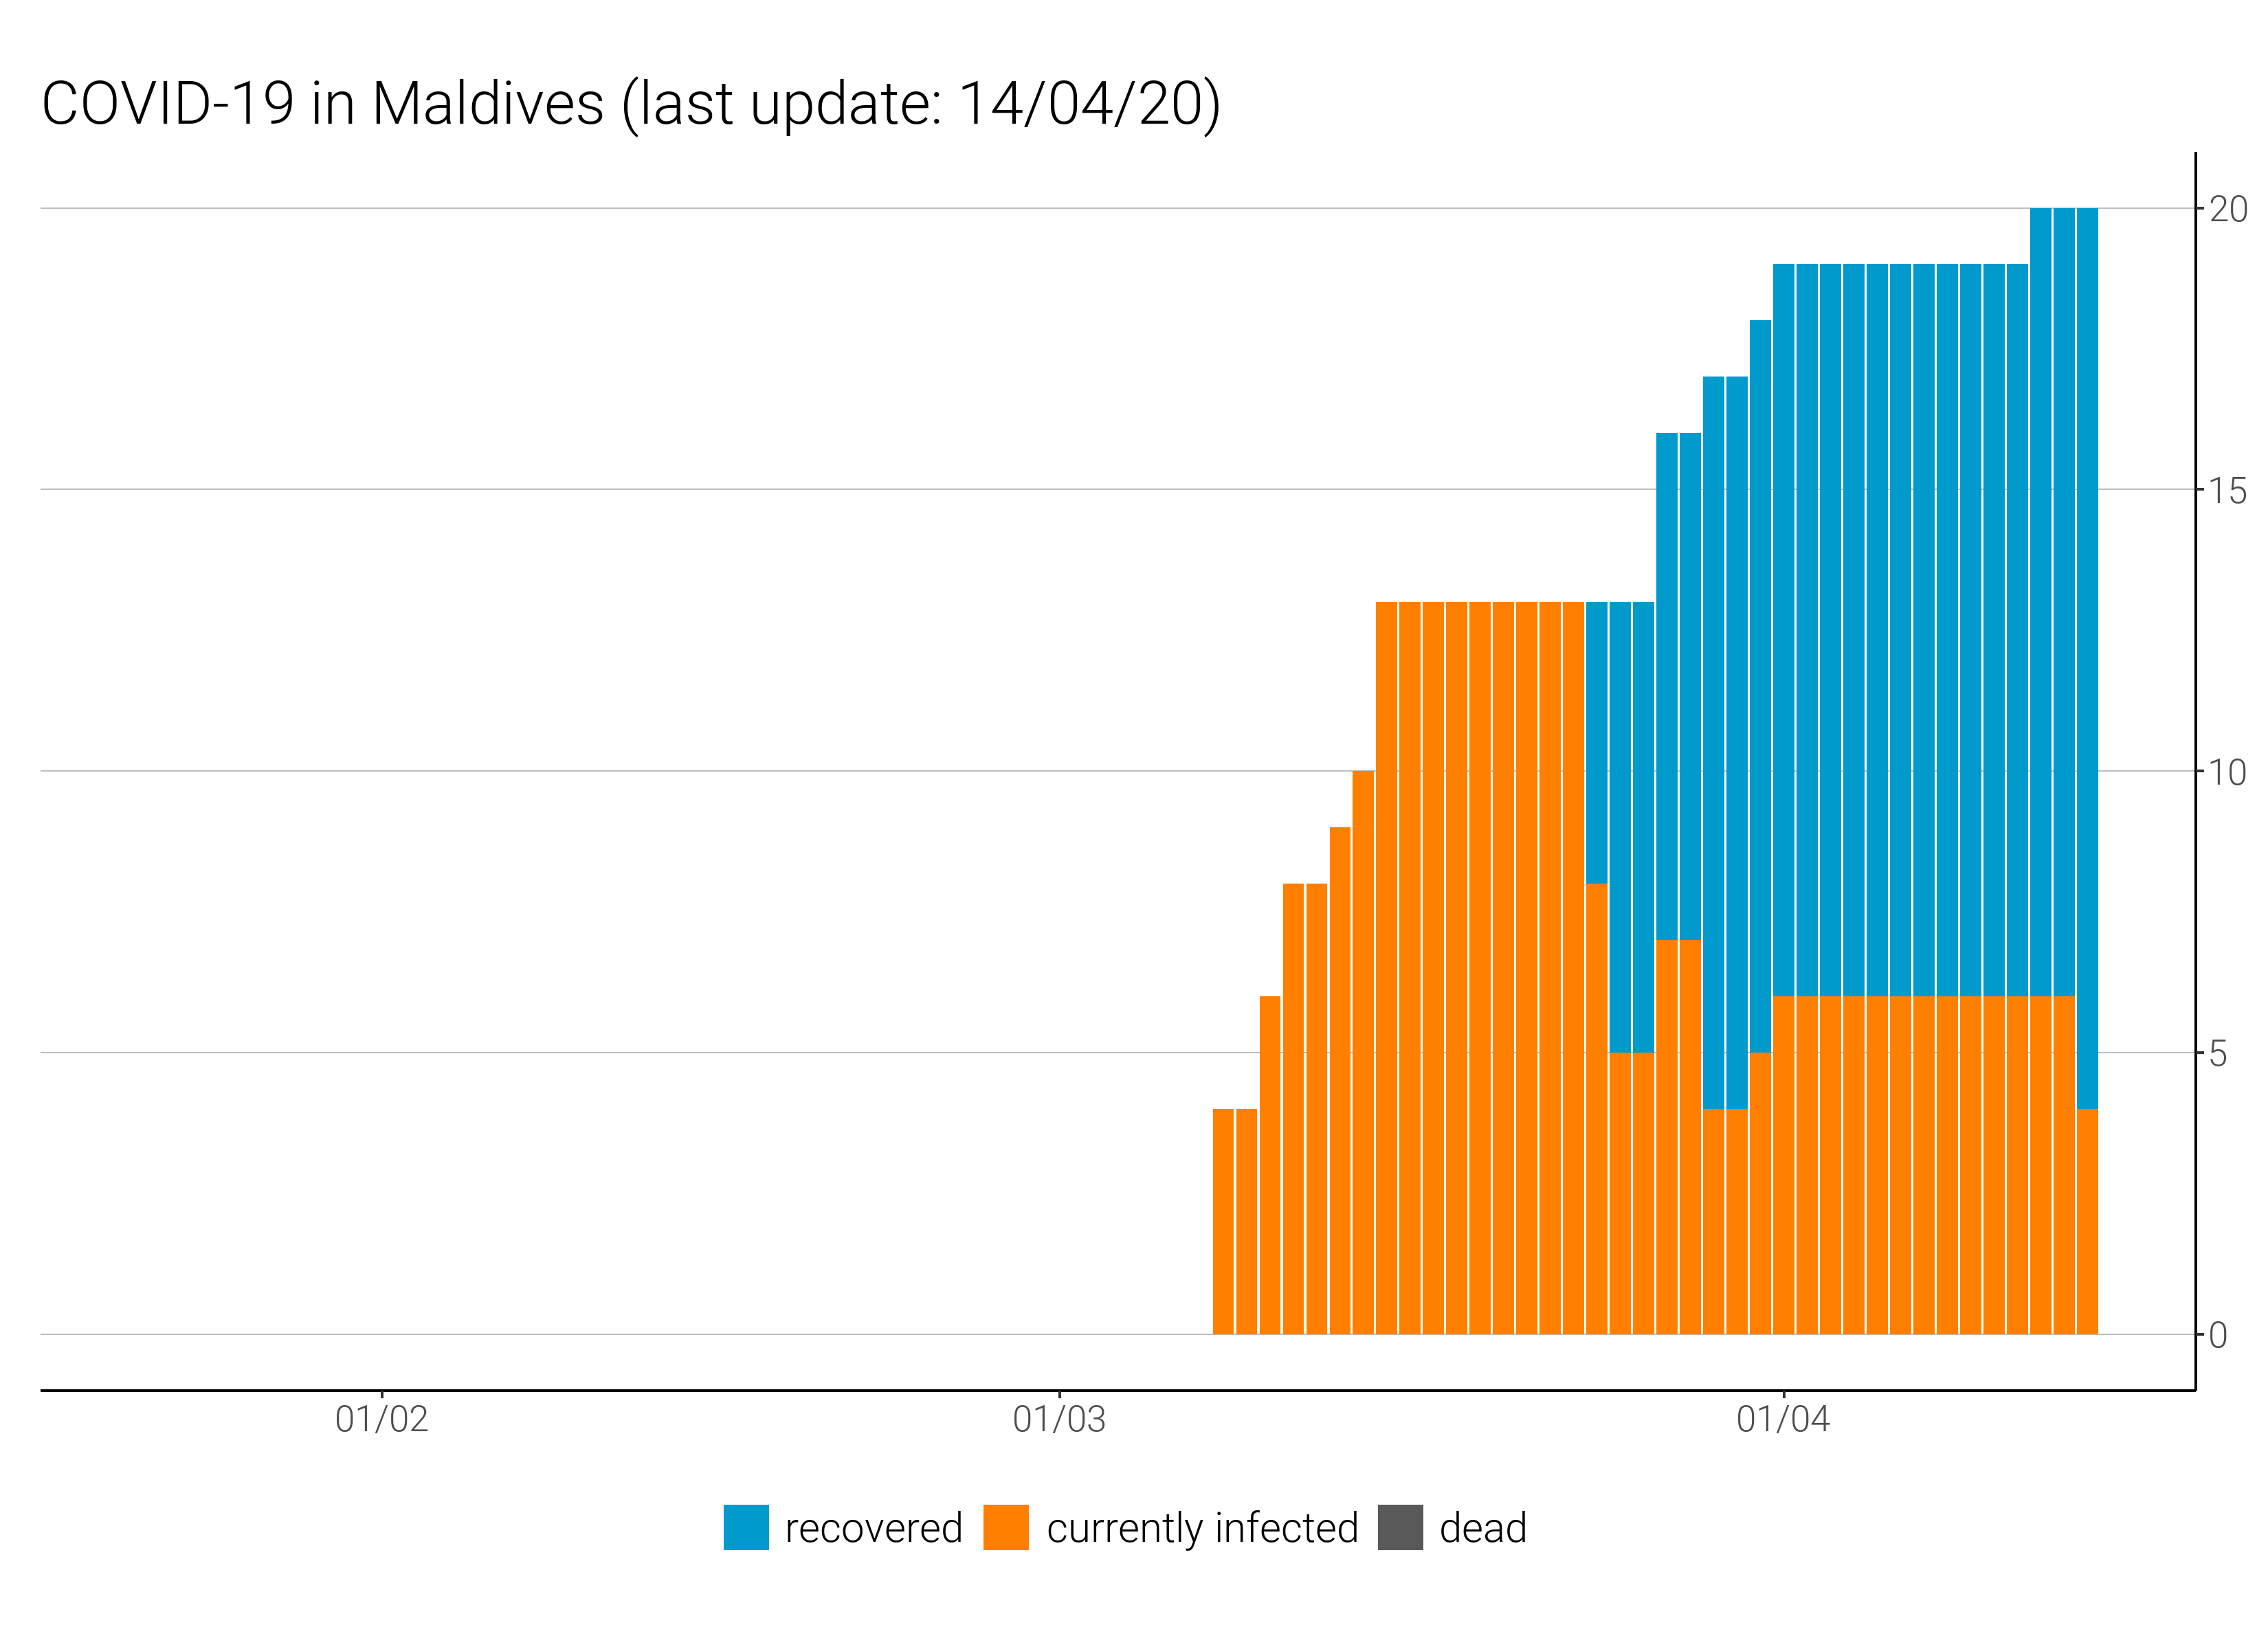 COVID-19 in Maldives (last update: 14/04/20)
20
15
10
5
0
01/02 01/03 01/04
recovered currently infected dead